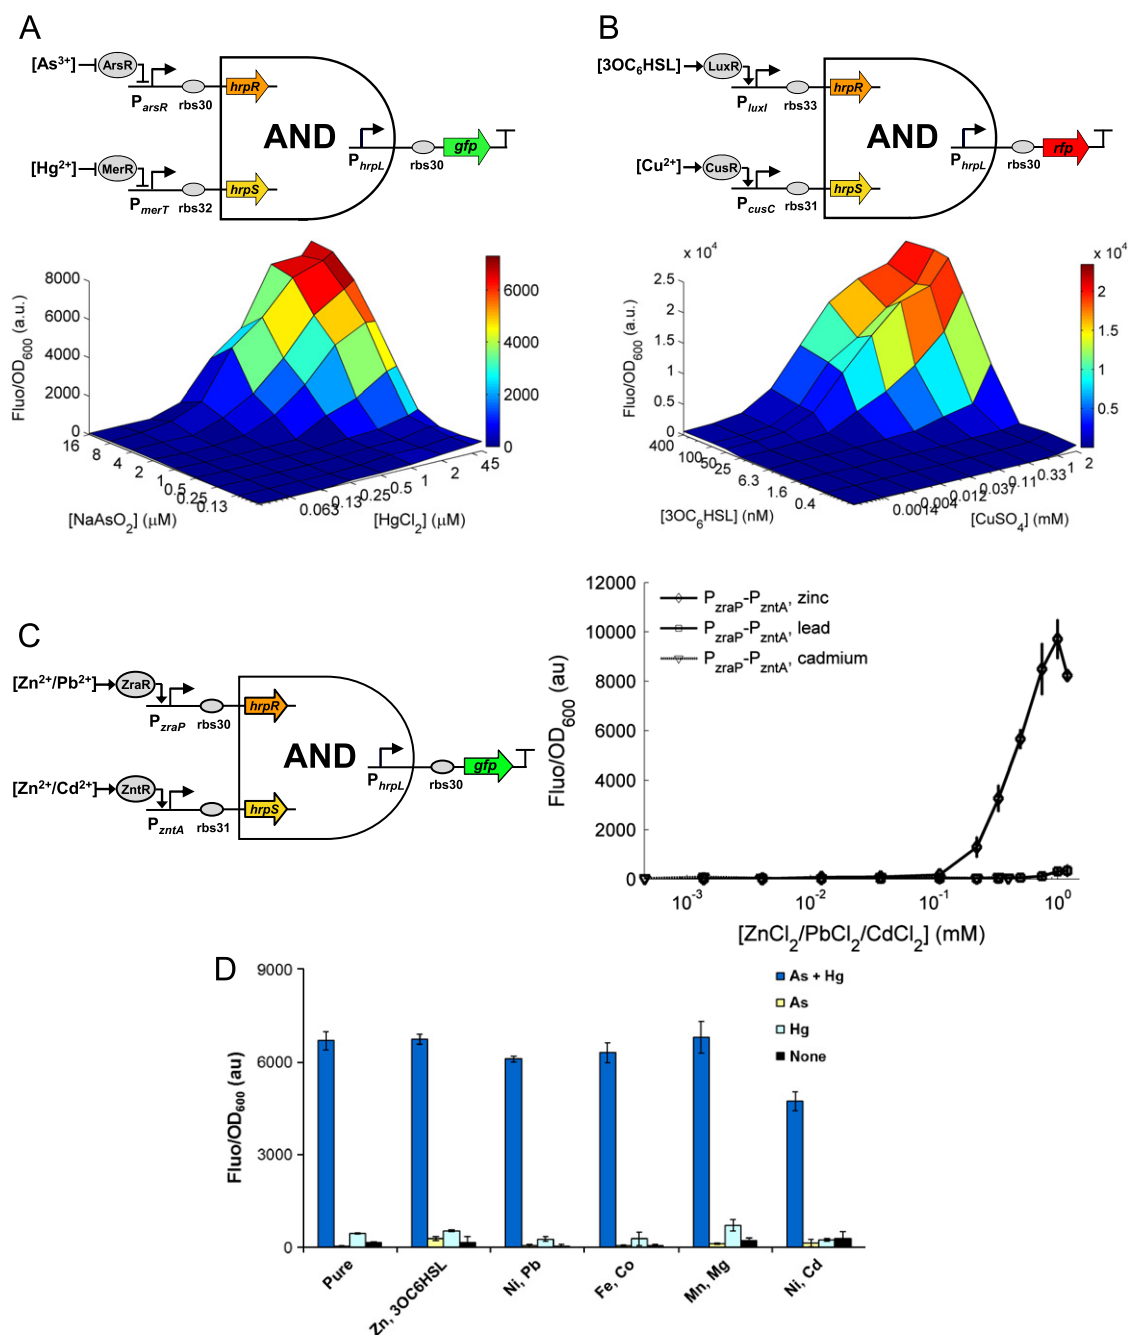 A
[As3+]
ArsR
ParsR
rbs30
hrpR
AND
PhrpL
rbs30
gfp
[Hg2+]
MerR
PmerT
rbs32
hrpS
Fluo/OD600 (a.u.)
8000
6000
4000
2000
0
16
8
4
2
1
0.5
0.25
0.13
[NaAsO2] (μM)
0.063
0.13
0.25
0.5
1
2
45
[HgCl2] (μM)
6000
4000
2000
0
B
[3OC6HSL]
LuxR
PluxI
rbs33
hrpR
AND
PhrpL
rbs30
rfp
[Cu2+]
CusR
PcusC
rbs31
hrpS
x 10^4
Fluo/OD600 (a.u.)
2.5
2
1.5
1
0.5
0
400
100
50
25
6.3
1.6
0.4
[3OC6HSL] (nM)
0.0014
0.004
0.012
0.037
0.11
0.33
1
2
[CuSO4] (mM)
x 10^4
2
1.5
1
0.5
C
[Zn2+/Pb2+]
ZraR
PzraP
rbs30
hrpR
AND
PhrpL
rbs30
gfp
[Zn2+/Cd2+]
ZntR
PzntA
rbs31
hrpS
Fluo/OD600 (au)
12000
10000
8000
6000
4000
2000
0
PzraP-PzntA, zinc
PzraP-PzntA, lead
PzraP-PzntA, cadmium
10^-3
10^-2
10^-1
10^0
[ZnCl2/PbCl2/CdCl2] (mM)
D
Fluo/OD600 (au)
9000
6000
3000
0
As + Hg
As
Hg
None
Pure
Zn, 3OC6HSL
Ni, Pb
Fe, Co
Mn, Mg
Ni, Cd